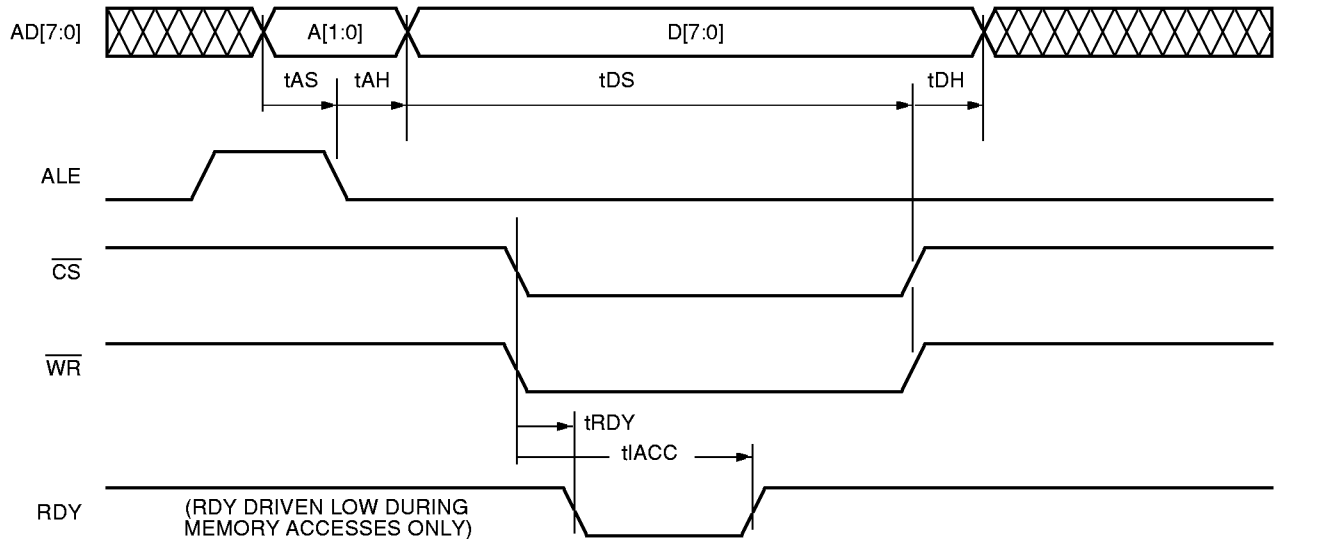 AD[7:0]
A[1:0]
D[7:0]
tAS
tAH
tDS
tDH
ALE
CS
WR
tRDY
tIACC
RDY
(RDY DRIVEN LOW DURING
MEMORY ACCESSES ONLY)